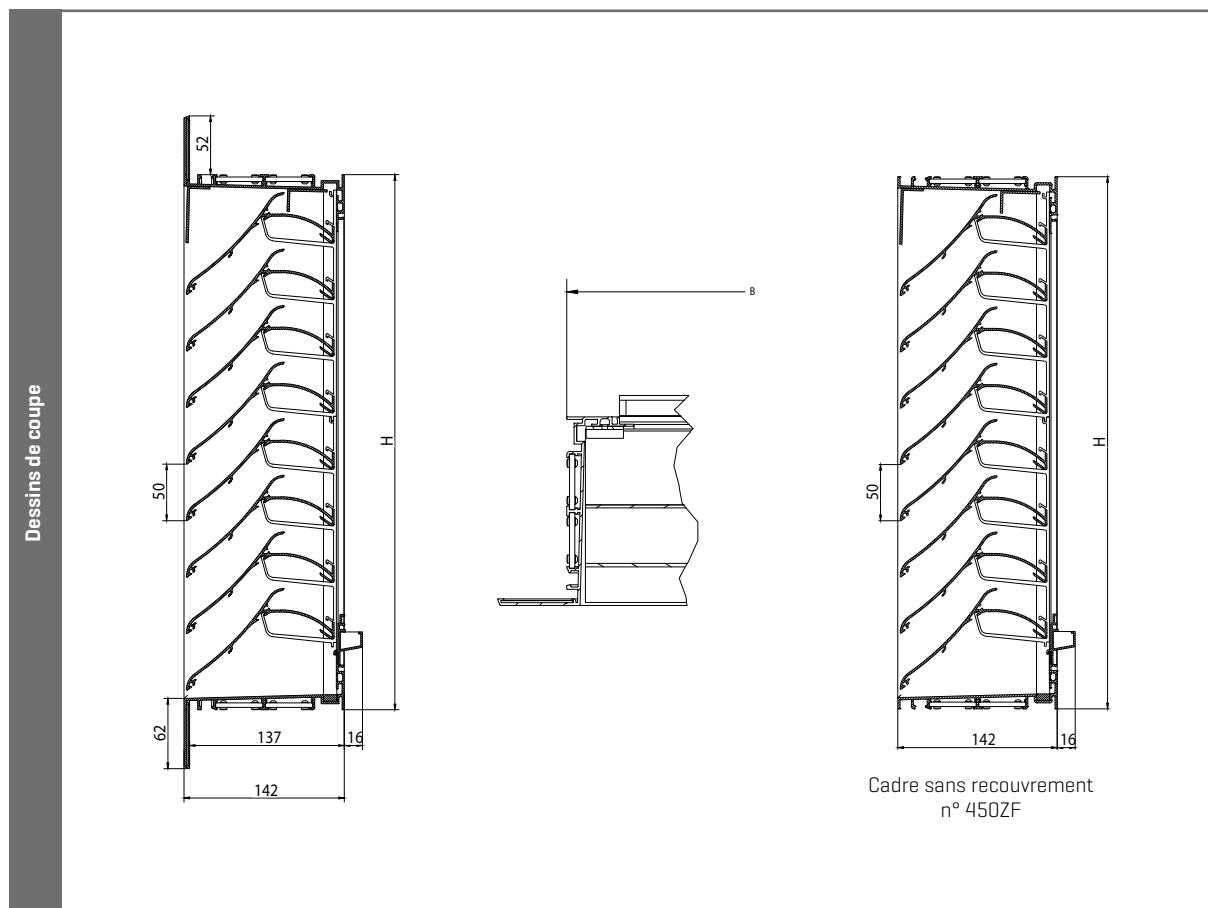 Dessins de coupe
52
H
50
62
137
16
142
B
H
50
142
16
Cadre sans recouvrement
n° 450ZF